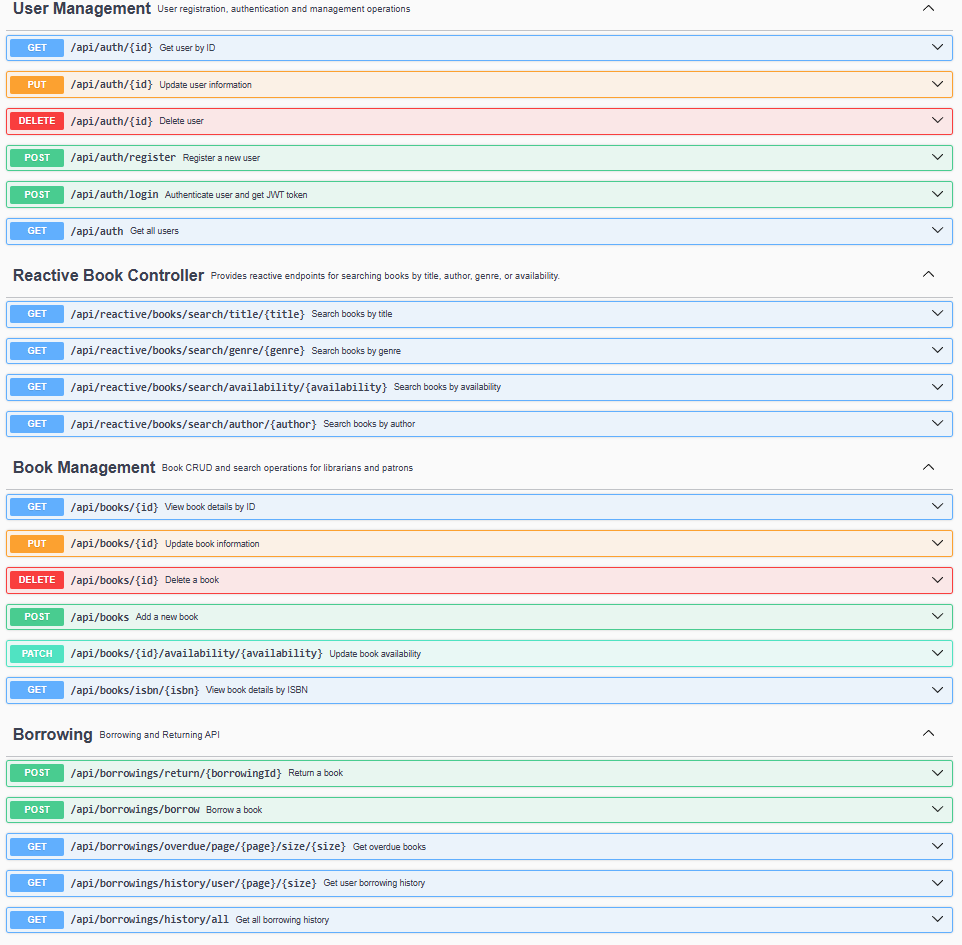 User Management User registration, authentication and management operations
GET /api/auth/{id} Get user by ID
PUT /api/auth/{id} Update user information
DELETE /api/auth/{id} Delete user
POST /api/auth/register Register a new user
POST /api/auth/login Authenticate user and get JWT token
GET /api/auth Get all users
Reactive Book Controller Provides reactive endpoints for searching books by title, author, genre, or availability.
GET /api/reactive/books/search/title/{title} Search books by title
GET /api/reactive/books/search/genre/{genre} Search books by genre
GET /api/reactive/books/search/availability/{availability} Search books by availability
GET /api/reactive/books/search/author/{author} Search books by author
Book Management Book CRUD and search operations for librarians and patrons
GET /api/books/{id} View book details by ID
PUT /api/books/{id} Update book information
DELETE /api/books/{id} Delete a book
POST /api/books Add a new book
PATCH /api/books/{id}/availability/{availability} Update book availability
GET /api/books/isbn/{isbn} View book details by ISBN
Borrowing Borrowing and Returning API
POST /api/borrowings/return/{borrowingId} Return a book
POST /api/borrowings/borrow Borrow a book
GET /api/borrowings/overdue/page/{page}/size/{size} Get overdue books
GET /api/borrowings/history/user/{page}/{size} Get user borrowing history
GET /api/borrowings/history/all Get all borrowing history